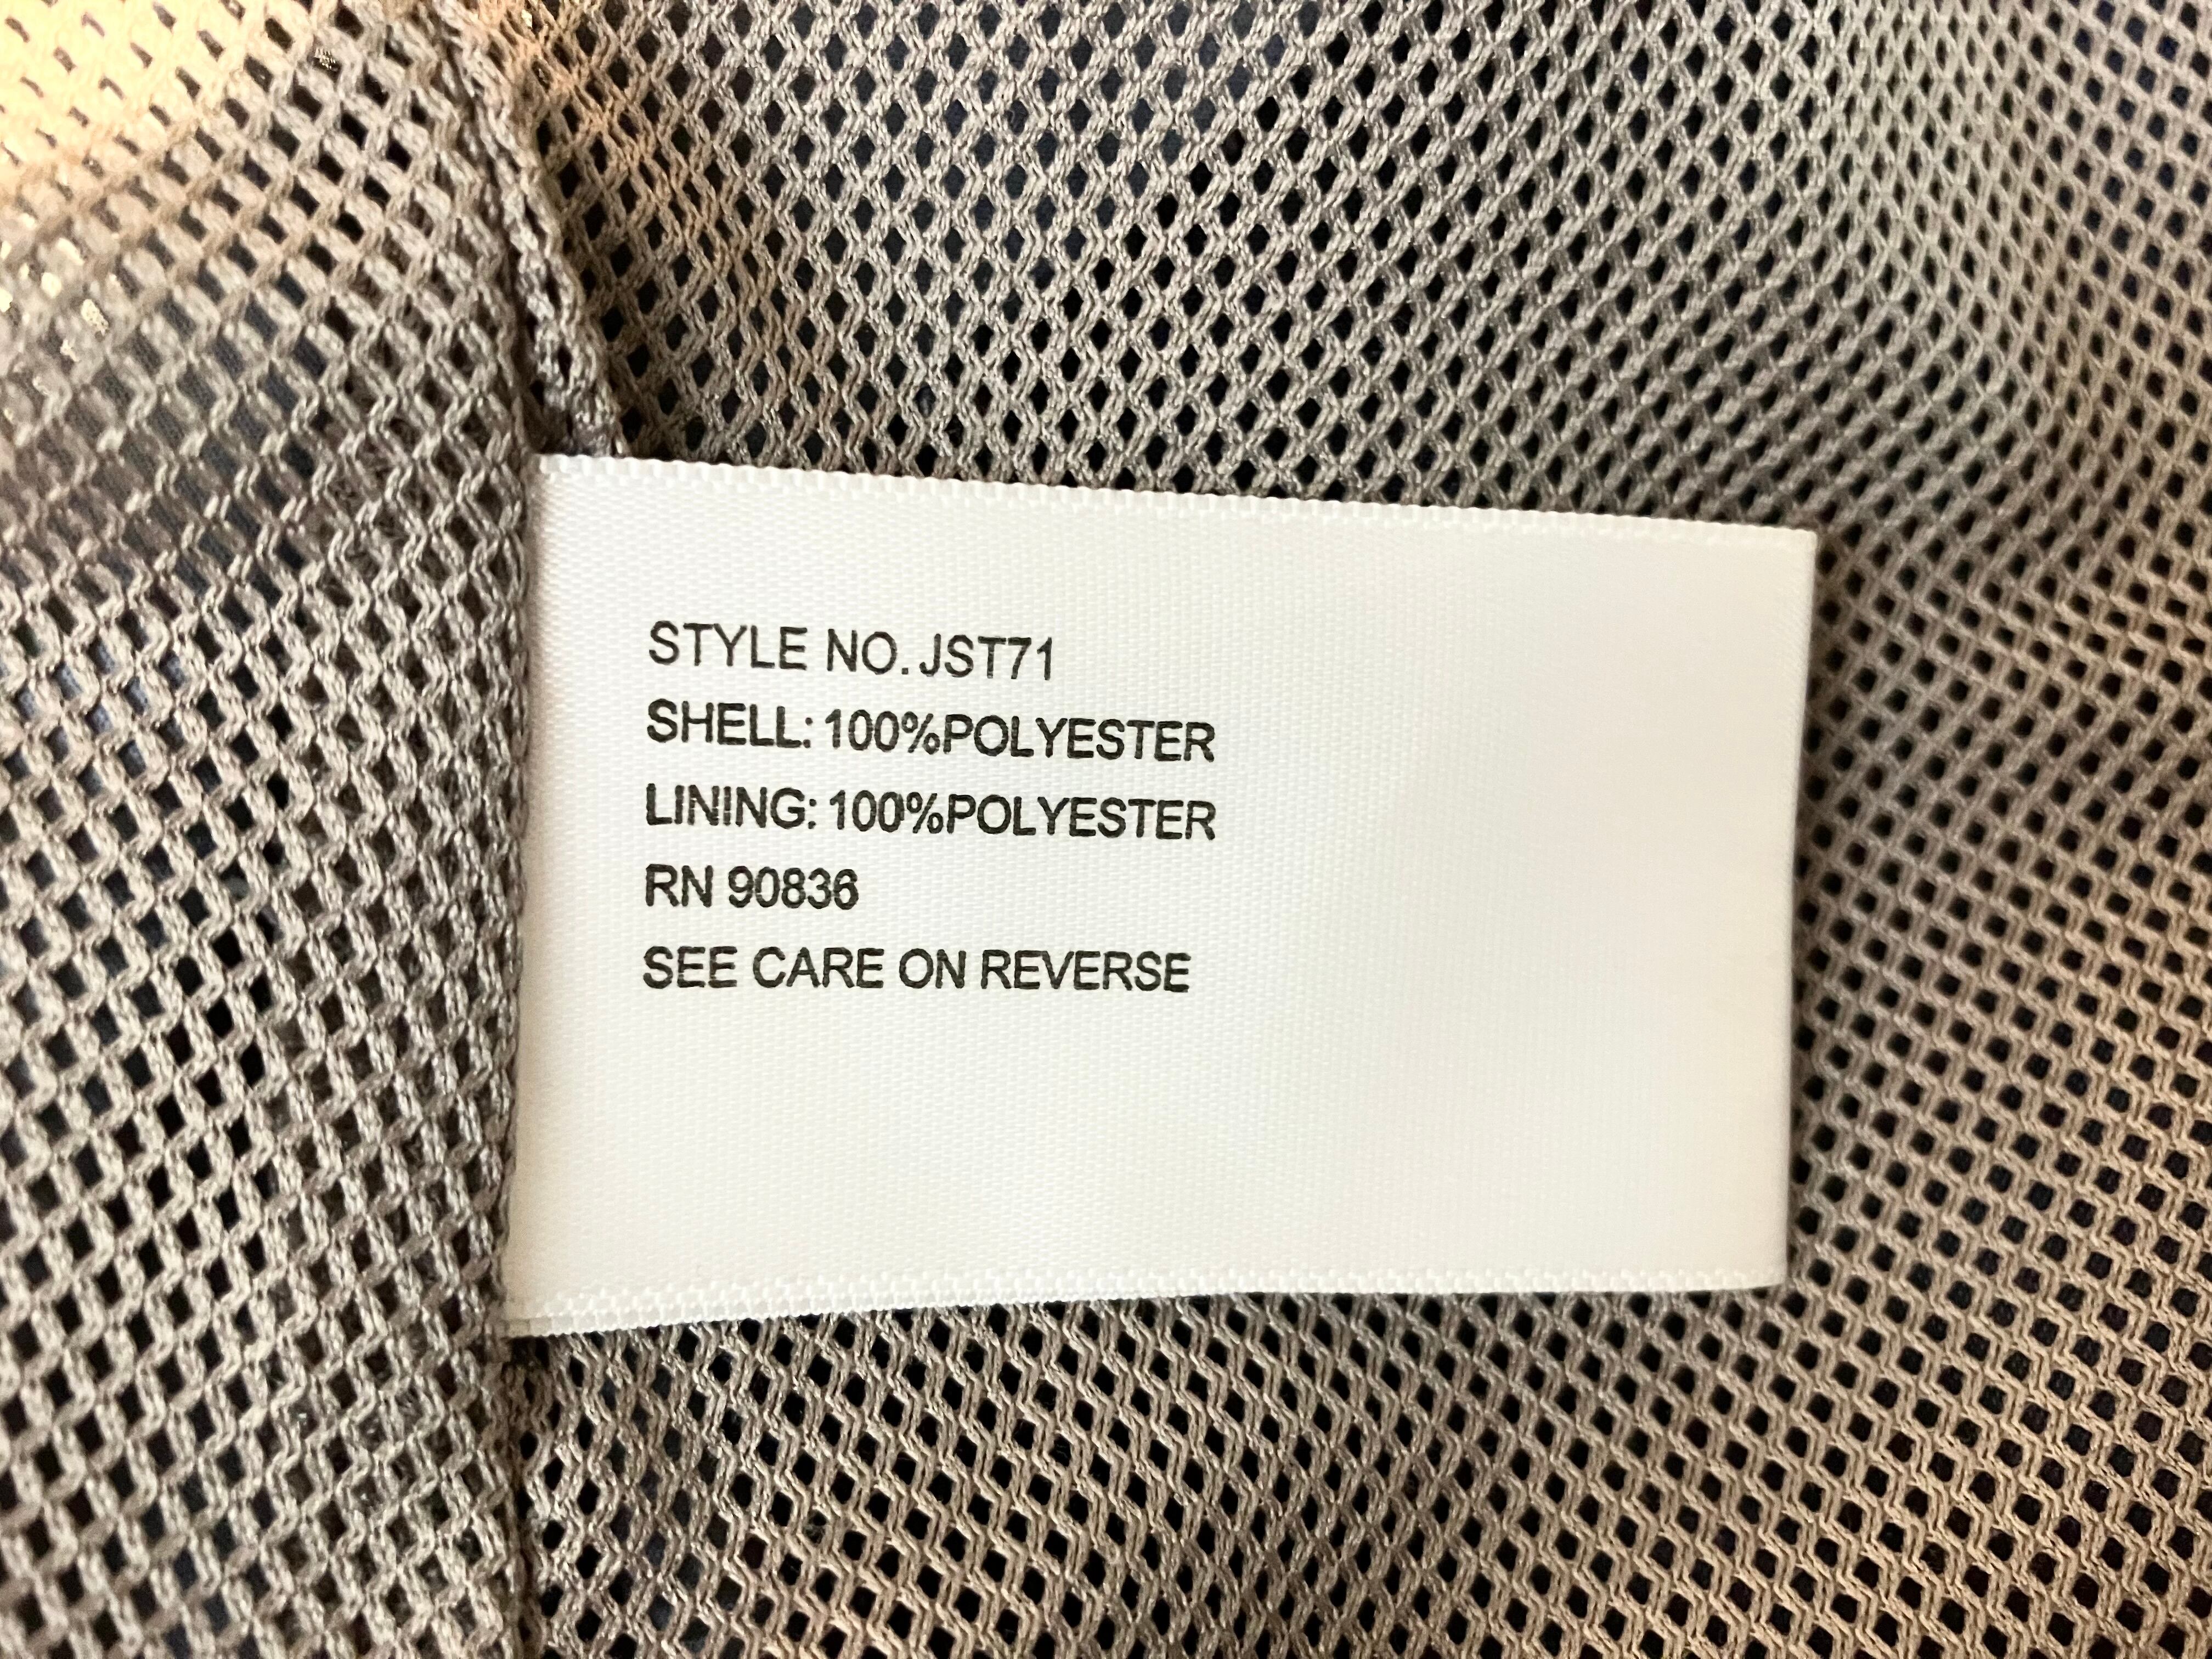 STYLE NO. JST71
SHELL: 100%POLYESTER
LINING: 100%POLYESTER
RN 90836
SEE CARE ON REVERSE